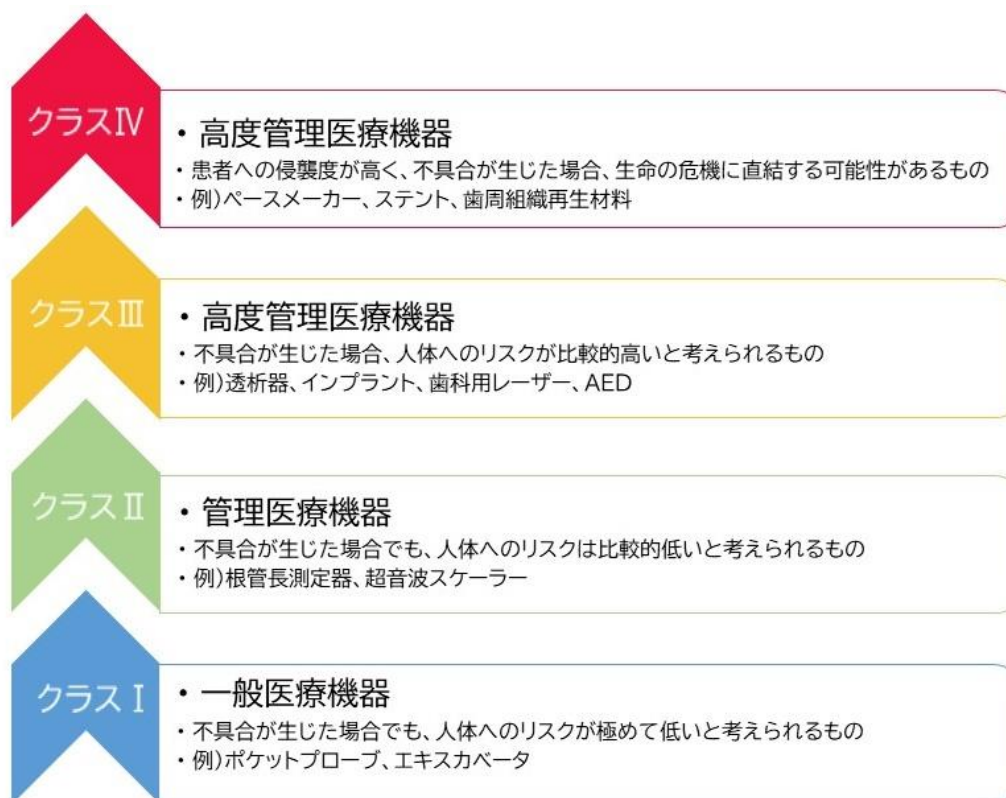 クラスⅣ
・高度管理医療機器
・患者への侵襲度が高く、不具合が生じた場合、生命の危機に直結する可能性があるもの
・例)ペースメーカー、ステント、歯周組織再生材料
クラスⅢ
・高度管理医療機器
・不具合が生じた場合、人体へのリスクが比較的高いと考えられるもの
・例)透析器、インプラント、歯科用レーザー、AED
クラスⅡ
・管理医療機器
・不具合が生じた場合でも、人体へのリスクは比較的低いと考えられるもの
・例)根管長測定器、超音波スケーラー
クラスⅠ
・一般医療機器
・不具合が生じた場合でも、人体へのリスクが極めて低いと考えられるもの
・例)ポケットプローブ、エキスカベータ